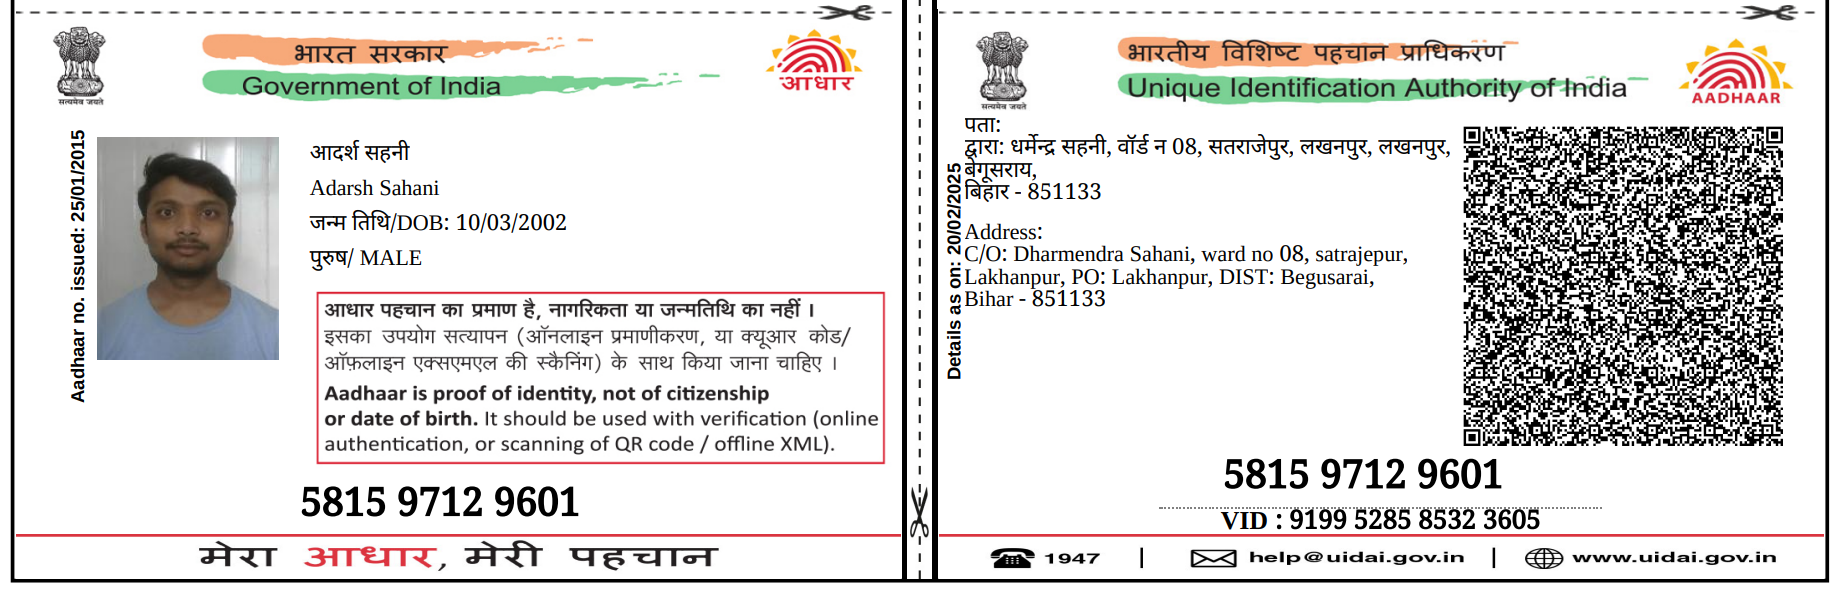 भारत सरकार
Government of India
आधार
सत्यमेव जयते
Aadhaar no. issued: 25/01/2015
आदर्श सहनी
Adarsh Sahani
जन्म तिथि/DOB: 10/03/2002
पुरुष/ MALE
आधार पहचान का प्रमाण है, नागरिकता या जन्मतिथि का नहीं ।
इसका उपयोग सत्यापन (ऑनलाइन प्रमाणीकरण, या क्यूआर कोड/
ऑफ़लाइन एक्सएमएल की स्कैनिंग) के साथ किया जाना चाहिए ।
Aadhaar is proof of identity, not of citizenship
or date of birth. It should be used with verification (online
authentication, or scanning of QR code / offline XML).
5815 9712 9601
मेरा आधार, मेरी पहचान
भारतीय विशिष्ट पहचान प्राधिकरण
Unique Identification Authority of India
AADHAAR
सत्यमेव जयते
Details as on: 20/02/2025
पता:
द्वारा: धर्मेन्द्र सहनी, वॉर्ड न 08, सतराजेपुर, लखनपुर, लखनपुर,
बेगूसराय,
बिहार - 851133
Address:
C/O: Dharmendra Sahani, ward no 08, satrajepur,
Lakhanpur, PO: Lakhanpur, DIST: Begusarai,
Bihar - 851133
5815 9712 9601
VID : 9199 5285 8532 3605
1947 | help@uidai.gov.in | www.uidai.gov.in